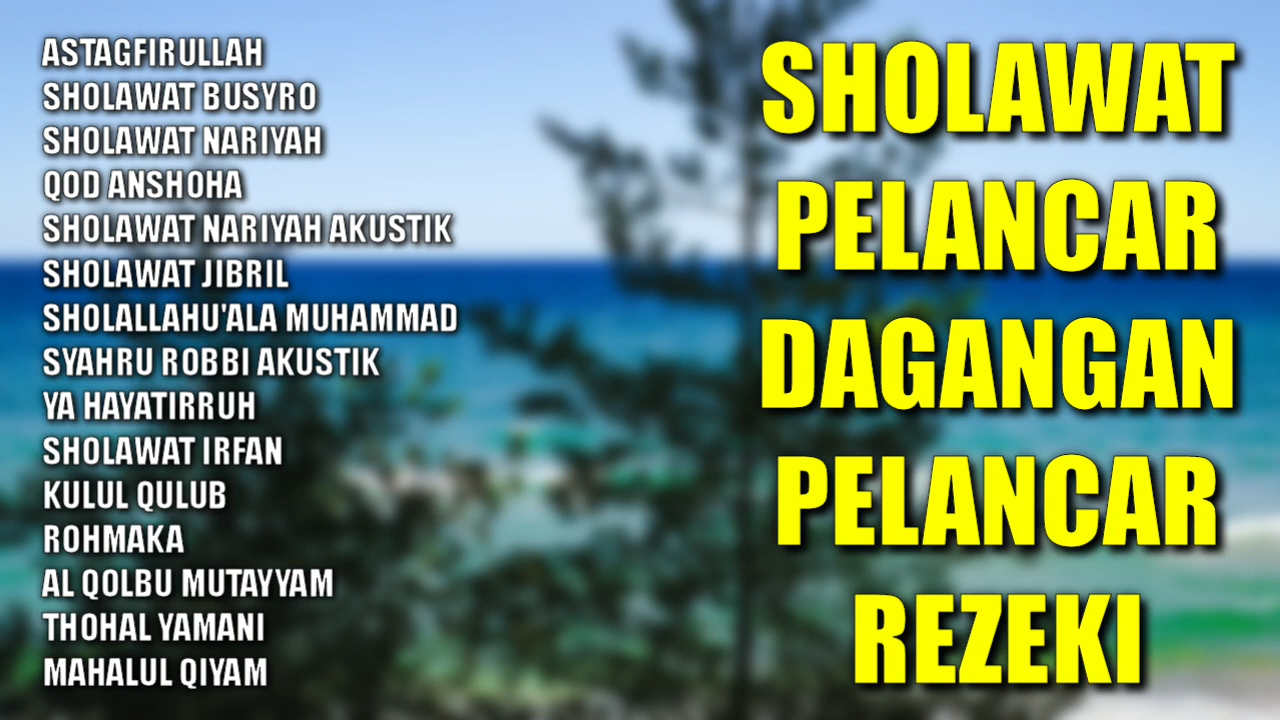 ASTAGFIRULLAH
SHOLAWAT BUSYRO
SHOLAWAT NARIYAH
QOD ANSHOHA
SHOLAWAT NARIYAH AKUSTIK
SHOLAWAT JIBRIL
SHOLALLAHU'ALA MUHAMMAD
SYAHRU ROBBI AKUSTIK
YA HAYATIRRUH
SHOLAWAT IRFAN
KULUL QULUB
ROHMAKA
AL QOLBU MUTAYYAM
THOHAL YAMANI
MAHALUL QIYAM
SHOLAWAT
PELANCAR
DAGANGAN
PELANCAR
REZEKI